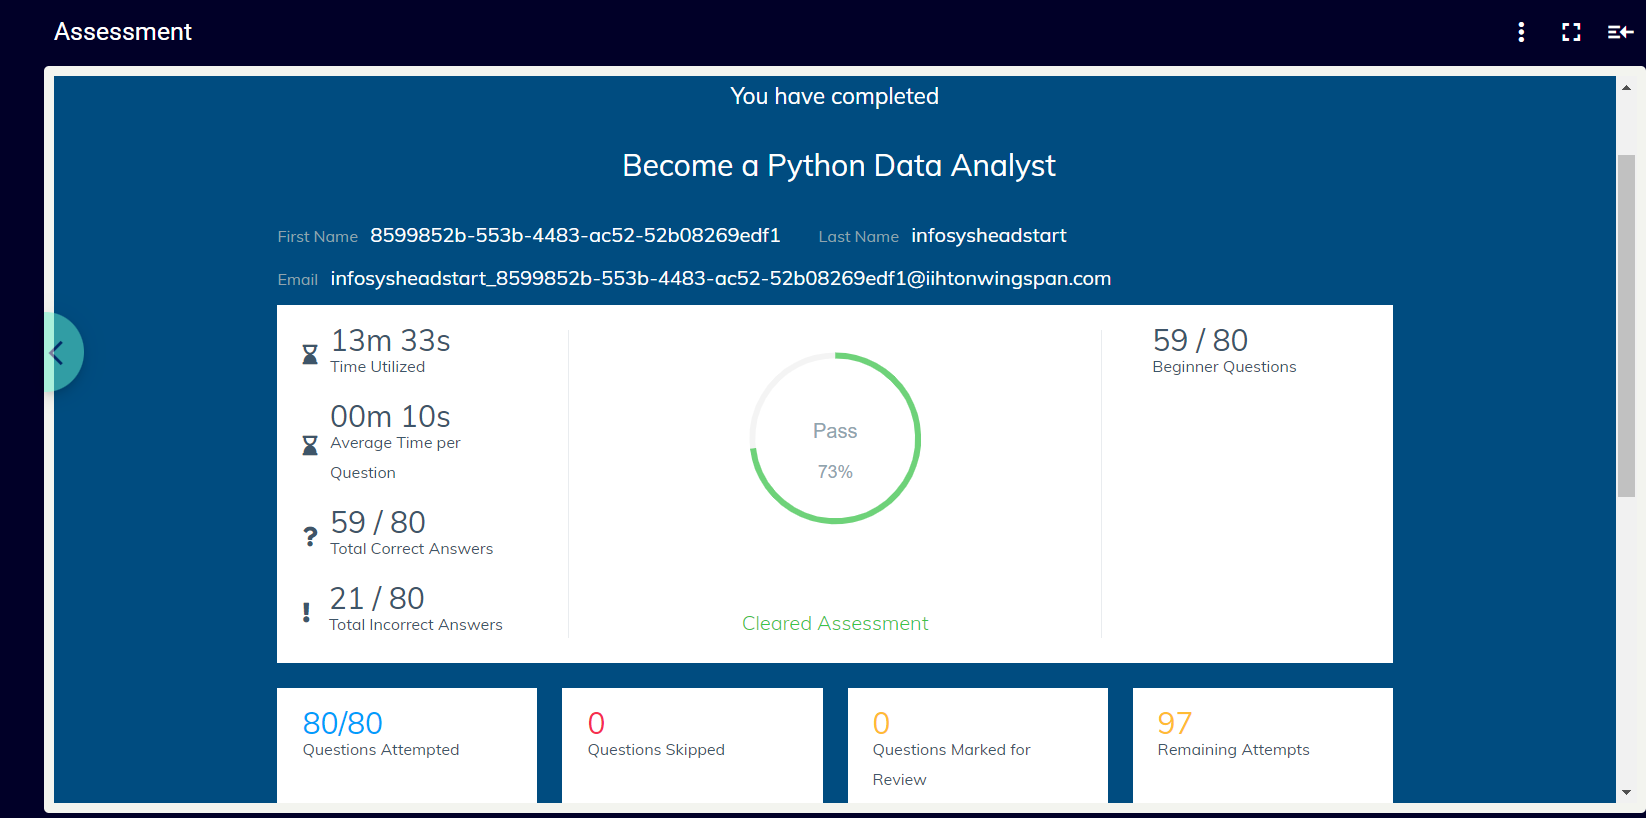 Assessment
You have completed
Become a Python Data Analyst
First Name 8599852b-553b-4483-ac52-52b08269edf1 Last Name infosysheadstart
Email infosysheadstart_8599852b-553b-4483-ac52-52b08269edf1@iihtonwingspan.com
13m 33s
Time Utilized
00m 10s
Average Time per
Question
59 / 80
Total Correct Answers
21 / 80
Total Incorrect Answers
Pass
73%
Cleared Assessment
59 / 80
Beginner Questions
80/80
Questions Attempted
0
Questions Skipped
0
Questions Marked for
Review
97
Remaining Attempts